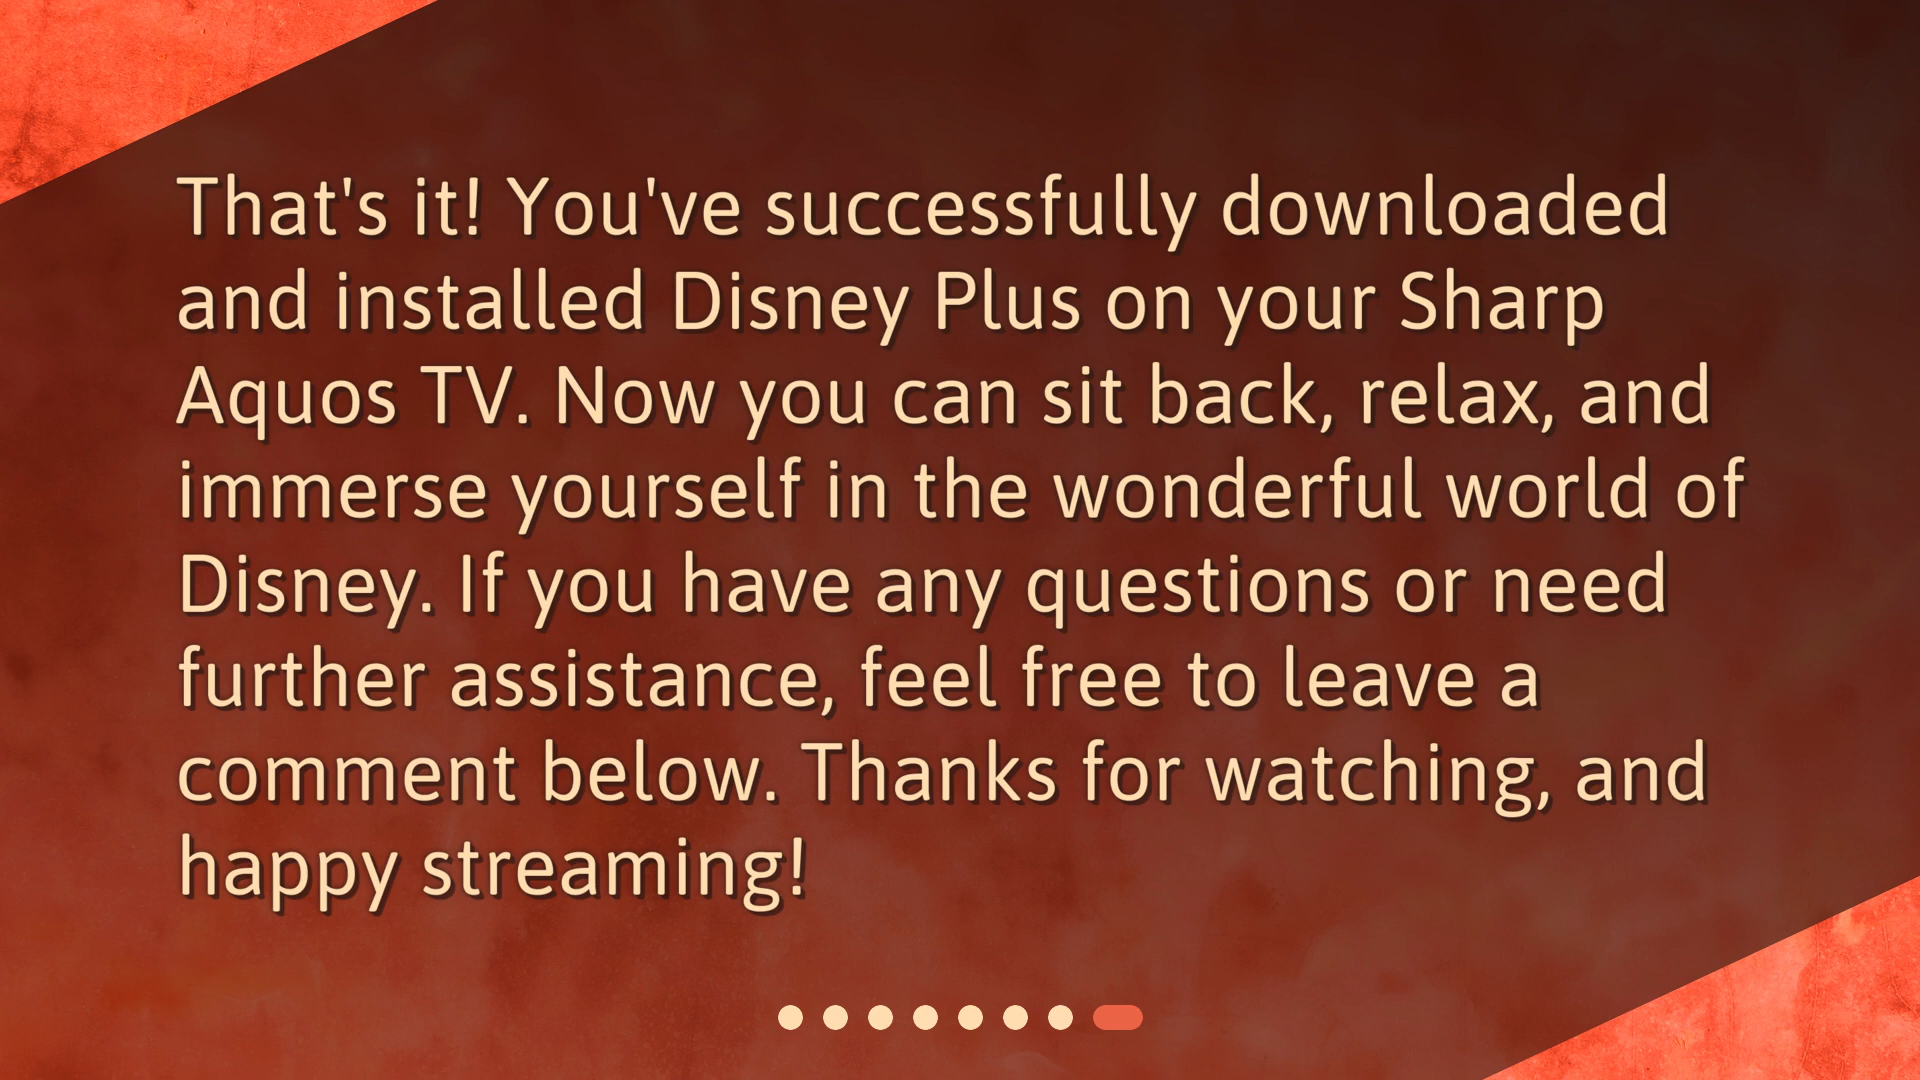 That's it! You've successfully downloaded
and installed Disney Plus on your Sharp
Aquos TV. Now you can sit back, relax, and
immerse yourself in the wonderful world of
Disney. If you have any questions or need
further assistance, feel free to leave a
comment below. Thanks for watching, and
happy streaming!